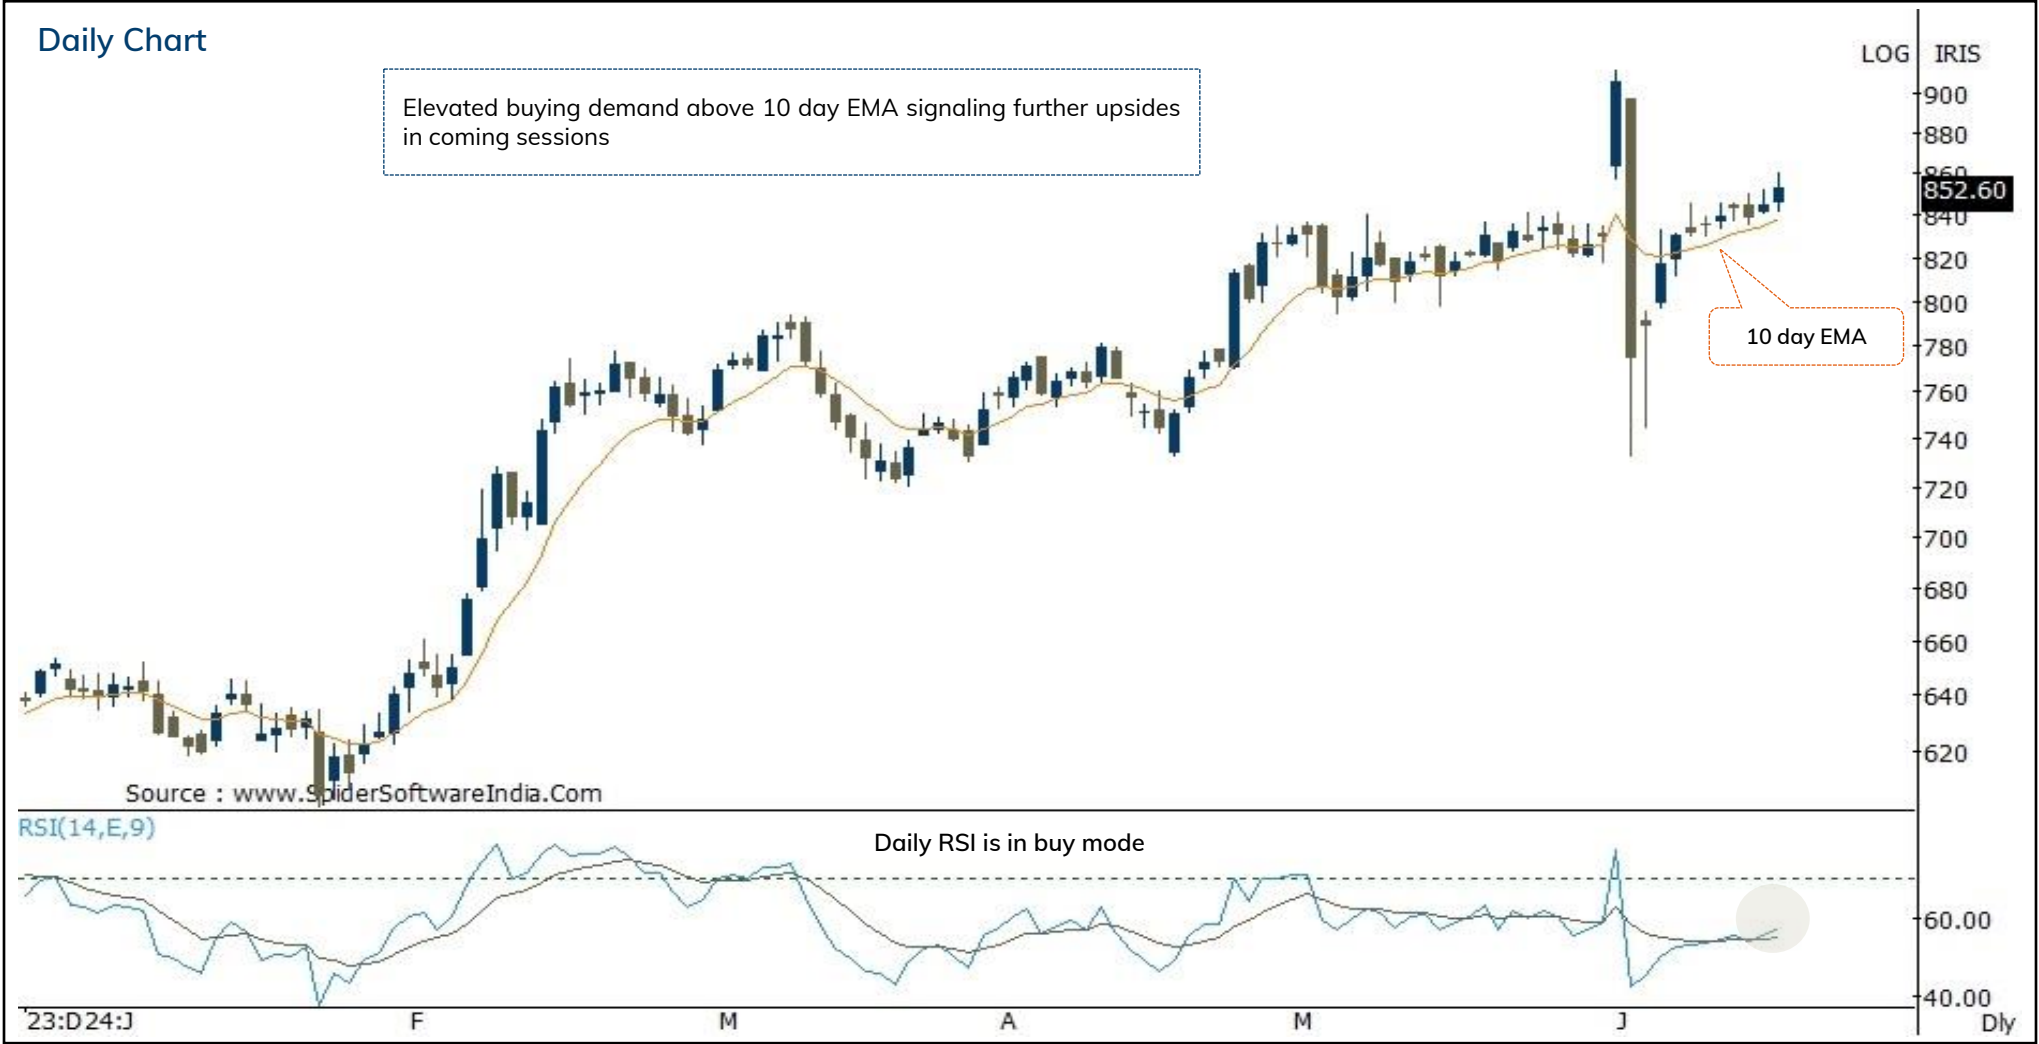 Daily Chart
LOG IRIS
Elevated buying demand above 10 day EMA signaling further upsides
in coming sessions
900
880
860
852.60
840
820
800
780
10 day EMA
760
740
720
700
680
660
640
620
Source : www.SpiderSoftwareIndia.Com
RSI(14,E,9)
Daily RSI is in buy mode
60.00
40.00
23:D24:J F M A M J Dly